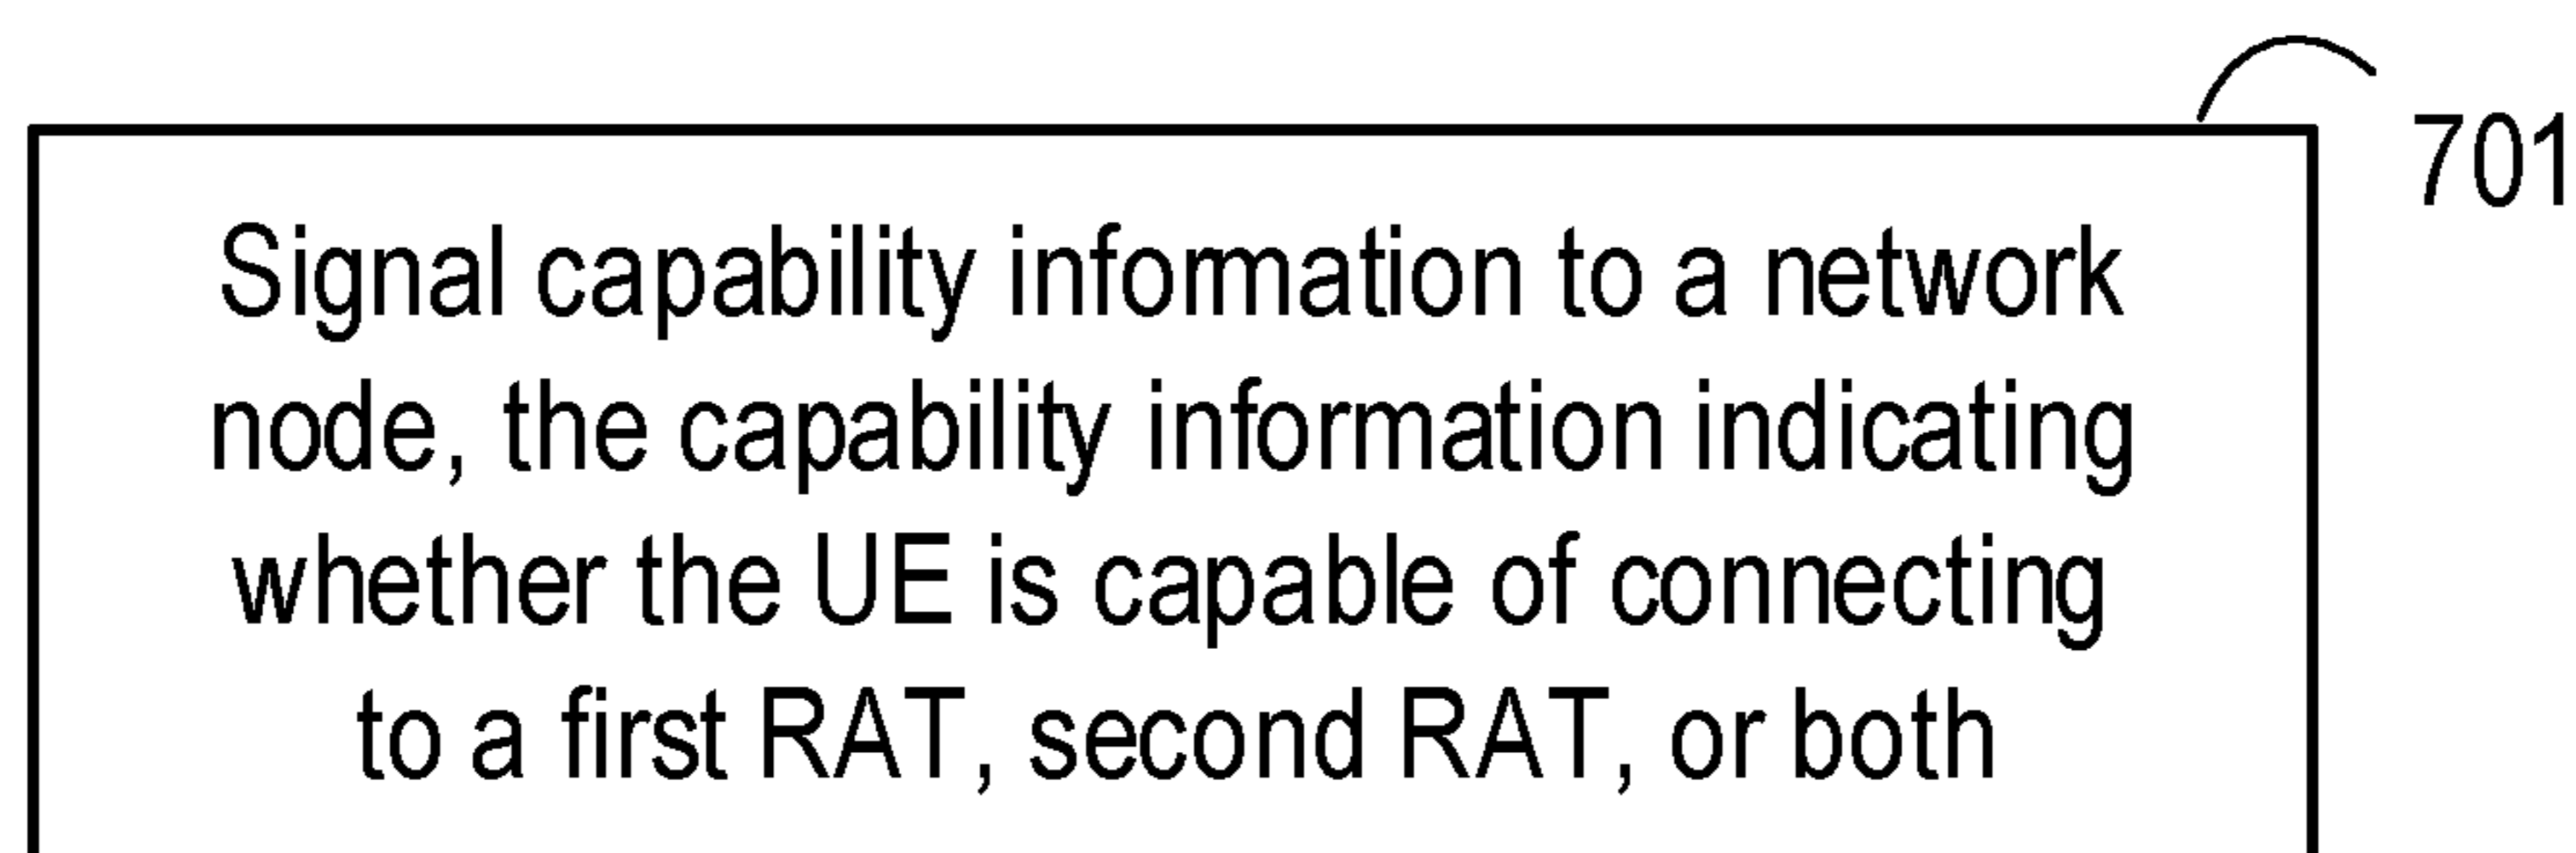 701
Signal capability information to a network
node, the capability information indicating
whether the UE is capable of connecting
to a first RAT, second RAT, or both